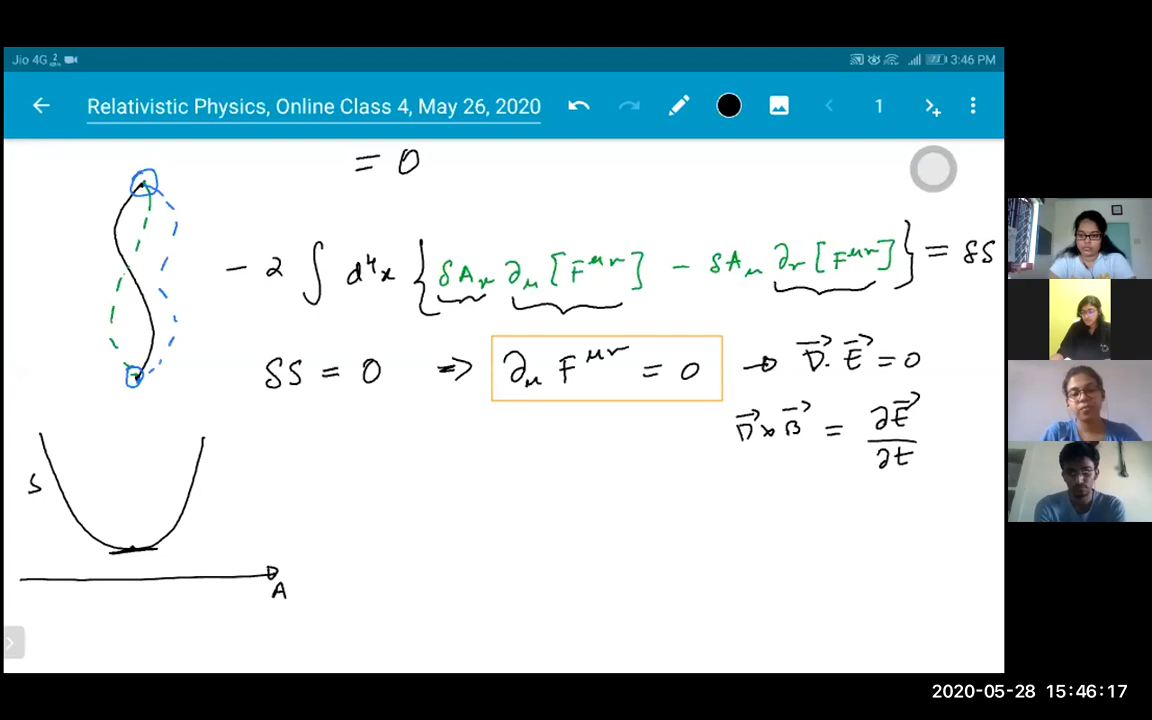 Jio 4G 3:46 PM
Relativistic Physics, Online Class 4, May 26, 2020 1
= 0
- 2 ∫ d⁴x { δA_ν ∂_μ [F^{μν}] - δA_μ ∂_ν [F^{μν}] } = δS
δS = 0 => ∂_μ F^{μν} = 0 → ∇⃗ · E⃗ = 0
∇⃗ × B⃗ = ∂E⃗/∂t
S
A
2020-05-28 15:46:17